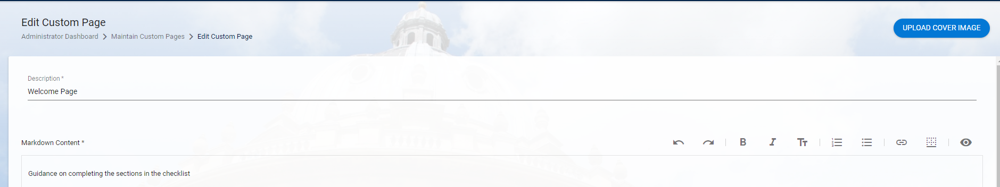 Edit Custom Page
Administrator Dashboard > Maintain Custom Pages > Edit Custom Page
UPLOAD COVER IMAGE
Description *
Welcome Page
Markdown Content *
B I TT
Guidance on completing the sections in the checklist